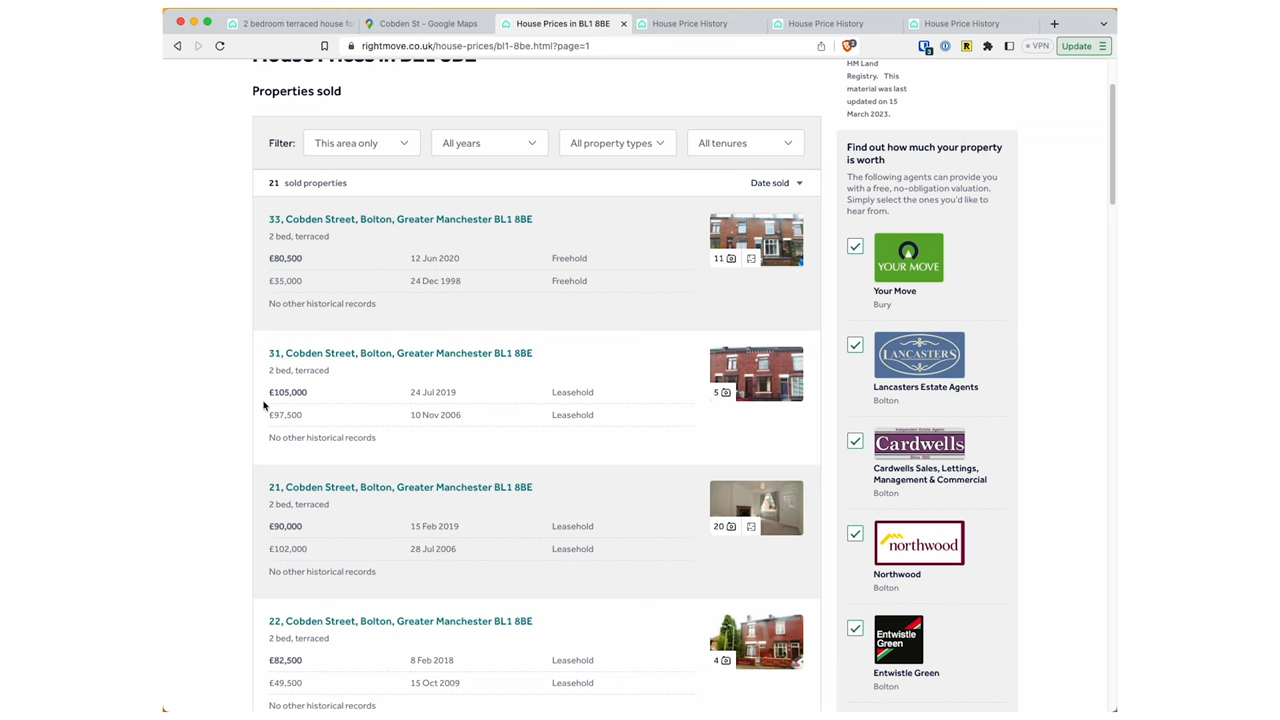 2 bedroom terraced house for
Cobden St - Google Maps
House Prices in BL1 8BE
House Price History
House Price History
House Price History
rightmove.co.uk/house-prices/bl1-8be.html?page=1
VPN
Update
House Prices in BL1 8BE
Properties sold
Filter:
This area only
All years
All property types
All tenures
21 sold properties
Date sold
33, Cobden Street, Bolton, Greater Manchester BL1 8BE
2 bed, terraced
£80,500 12 Jun 2020 Freehold
£35,000 24 Dec 1998 Freehold
No other historical records
11
31, Cobden Street, Bolton, Greater Manchester BL1 8BE
2 bed, terraced
£105,000 24 Jul 2019 Leasehold
£97,500 10 Nov 2006 Leasehold
No other historical records
5
21, Cobden Street, Bolton, Greater Manchester BL1 8BE
2 bed, terraced
£90,000 15 Feb 2019 Leasehold
£102,000 28 Jul 2006 Leasehold
No other historical records
20
22, Cobden Street, Bolton, Greater Manchester BL1 8BE
2 bed, terraced
£82,500 8 Feb 2018 Leasehold
£49,500 15 Oct 2009 Leasehold
No other historical records
4
HM Land
Registry. This
material was last
updated on 15
March 2023.
Find out how much your property
is worth
The following agents can provide you
with a free, no-obligation valuation.
Simply select the ones you'd like to
hear from.
YOUR MOVE
Your Move
Bury
LANCASTERS
Lancasters Estate Agents
Bolton
Cardwells
Cardwells Sales, Lettings,
Management & Commercial
Bolton
northwood
Northwood
Bolton
Entwistle
Green
Entwistle Green
Bolton